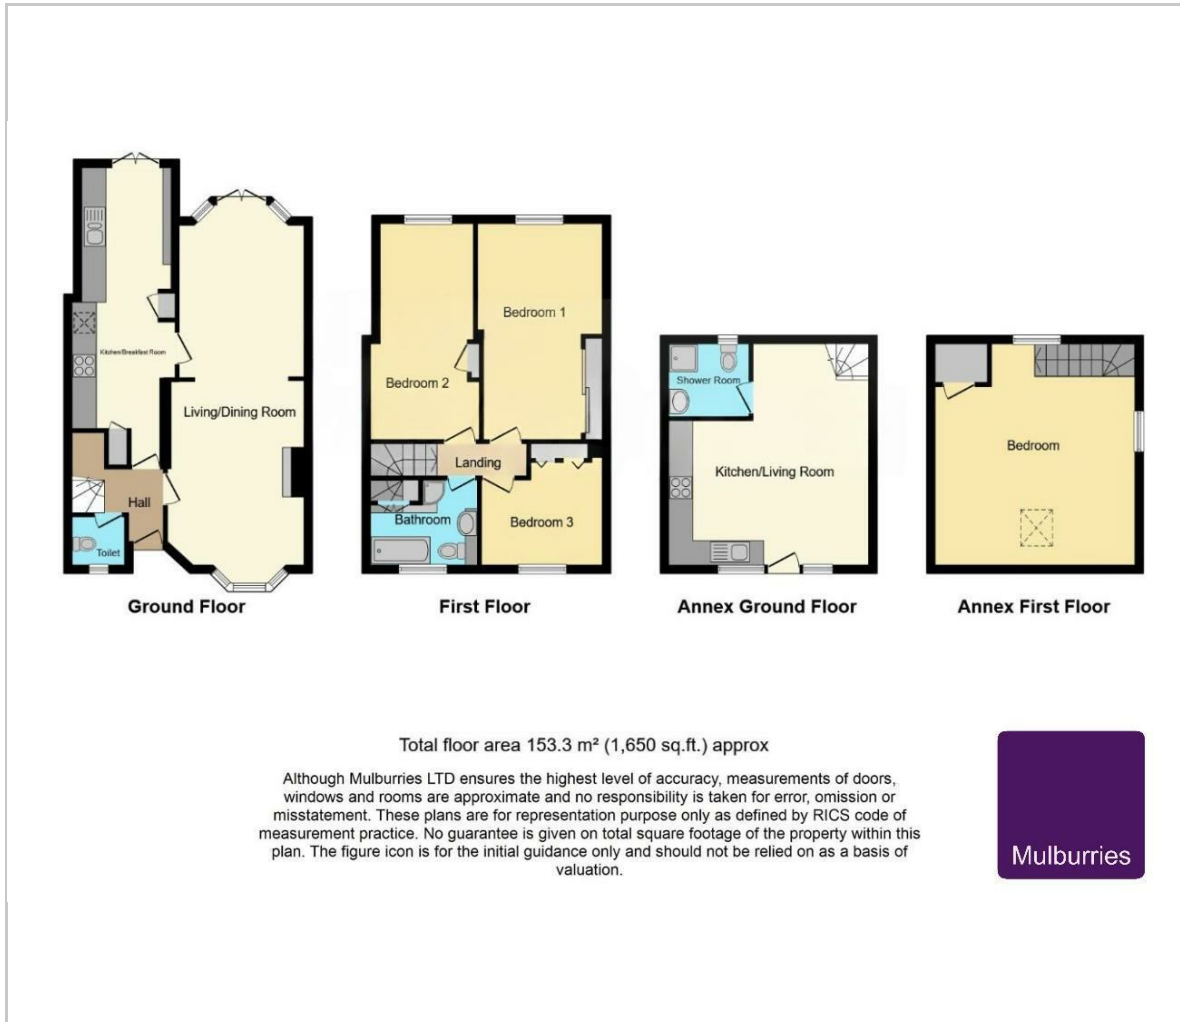 Kitchen/Breakfast Room
Living/Dining Room
Hall
Toilet
Ground Floor
Bedroom 1
Bedroom 2
Landing
Bathroom
Bedroom 3
First Floor
Shower Room
Kitchen/Living Room
Annex Ground Floor
Bedroom
Annex First Floor
Total floor area 153.3 m² (1,650 sq.ft.) approx
Although Mulburries LTD ensures the highest level of accuracy, measurements of doors,
windows and rooms are approximate and no responsibility is taken for error, omission or
misstatement. These plans are for representation purpose only as defined by RICS code of
measurement practice. No guarantee is given on total square footage of the property within this
plan. The figure icon is for the initial guidance only and should not be relied on as a basis of
valuation.
Mulburries